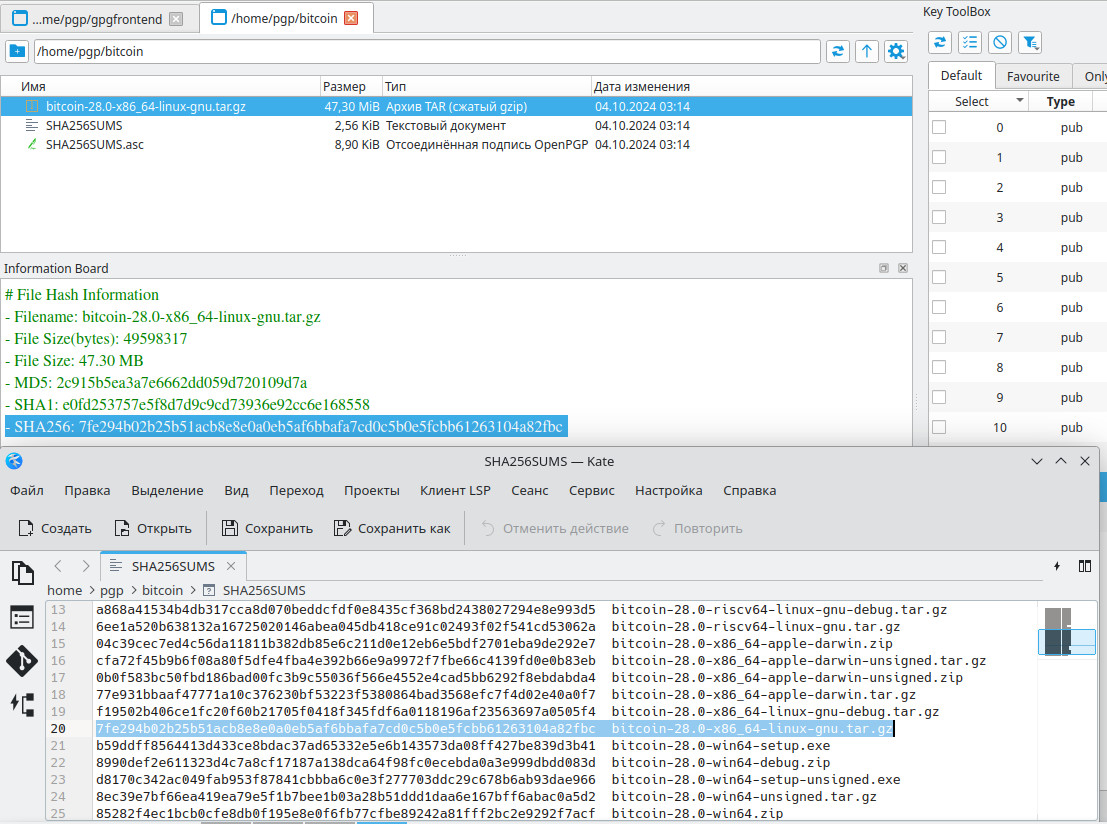 ...me/pgp/gpgfrontend
/home/pgp/bitcoin
Key ToolBox
/home/pgp/bitcoin
Default Favourite Only
Имя Размер Тип Дата изменения
Select Type
bitcoin-28.0-x86_64-linux-gnu.tar.gz 47,30 MiB Архив TAR (сжатый gzip) 04.10.2024 03:14
SHA256SUMS 2,56 KiB Текстовый документ 04.10.2024 03:14
SHA256SUMS.asc 8,90 KiB Отсоединённая подпись OpenPGP 04.10.2024 03:14
0 pub
1 pub
2 pub
3 pub
4 pub
5 pub
6 pub
7 pub
8 pub
9 pub
10 pub
Information Board
# File Hash Information
- Filename: bitcoin-28.0-x86_64-linux-gnu.tar.gz
- File Size(bytes): 49598317
- File Size: 47.30 MB
- MD5: 2c915b5ea3a7e6662dd059d720109d7a
- SHA1: e0fd253757e5f8d7d9c9cd73936e92cc6e168558
- SHA256: 7fe294b02b25b51acb8e8e0a0eb5af6bbafa7cd0c5b0e5fcbb61263104a82fbc
SHA256SUMS — Kate
Файл Правка Выделение Вид Переход Проекты Клиент LSP Сеанс Сервис Настройка Справка
Создать Открыть Сохранить Сохранить как Отменить действие Повторить
SHA256SUMS
home > pgp > bitcoin > SHA256SUMS
13 a868a41534b4db317cca8d070beddcfdf0e8435cf368bd2438027294e8e993d5 bitcoin-28.0-riscv64-linux-gnu-debug.tar.gz
14 6ee1a520b638132a16725020146abea045db418ce91c02493f02f541cd53062a bitcoin-28.0-riscv64-linux-gnu.tar.gz
15 04c39cec7ed4c56da11811b382db85e6c211d0e12eb6e5bdf2701eba9de292e7 bitcoin-28.0-x86_64-apple-darwin.zip
16 cfa72f45b9b6f08a80f5dfe4fba4e392b66e9a9972f7fbe66c4139fd0e0b83eb bitcoin-28.0-x86_64-apple-darwin-unsigned.tar.gz
17 0b0f583bc50fbd186bad00fc3b9c55036f566e4552e4cad5bb6292f8ebdabda4 bitcoin-28.0-x86_64-apple-darwin-unsigned.zip
18 77e931bbaaf47771a10c376230bf53223f5380864bad3568efc7f4d02e40a0f7 bitcoin-28.0-x86_64-apple-darwin.tar.gz
19 f19502b406ce1fc20f60b21705f0418f345fdf6a0118196af23563697a0505f4 bitcoin-28.0-x86_64-linux-gnu-debug.tar.gz
20 7fe294b02b25b51acb8e8e0a0eb5af6bbafa7cd0c5b0e5fcbb61263104a82fbc bitcoin-28.0-x86_64-linux-gnu.tar.gz
21 b59ddff8564413d433ce8bdac37ad65332e5e6b143573da08ff427be839d3b41 bitcoin-28.0-win64-setup.exe
22 8990def2e611323d4c7a8cf17187a138dca64f98fc0ecebda0a3e999dbdd083d bitcoin-28.0-win64-debug.zip
23 d8170c342ac049fab953f87841cbbba6c0e3f277703ddc29c678b6ab93dae966 bitcoin-28.0-win64-setup-unsigned.exe
24 8ec39e7bf66ea419ea79e5f1b7bee1b03a28b51ddd1daa6e167bff6abac0a5d2 bitcoin-28.0-win64-unsigned.tar.gz
25 85282f4ec1bcb0cfe8db0f195e8e0f6fb77cfbe89242a81fff2bc2e9292f7acf bitcoin-28.0-win64.zip